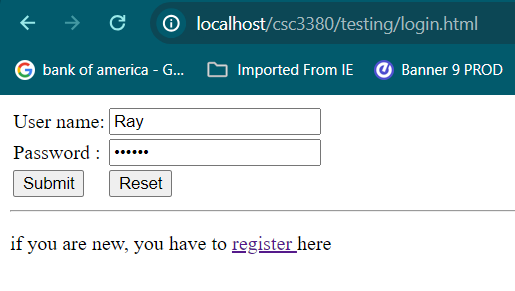 localhost/csc3380/testing/login.html
bank of america - G... Imported From IE Banner 9 PROD
User name: Ray
Password : ••••••
Submit Reset
if you are new, you have to register here